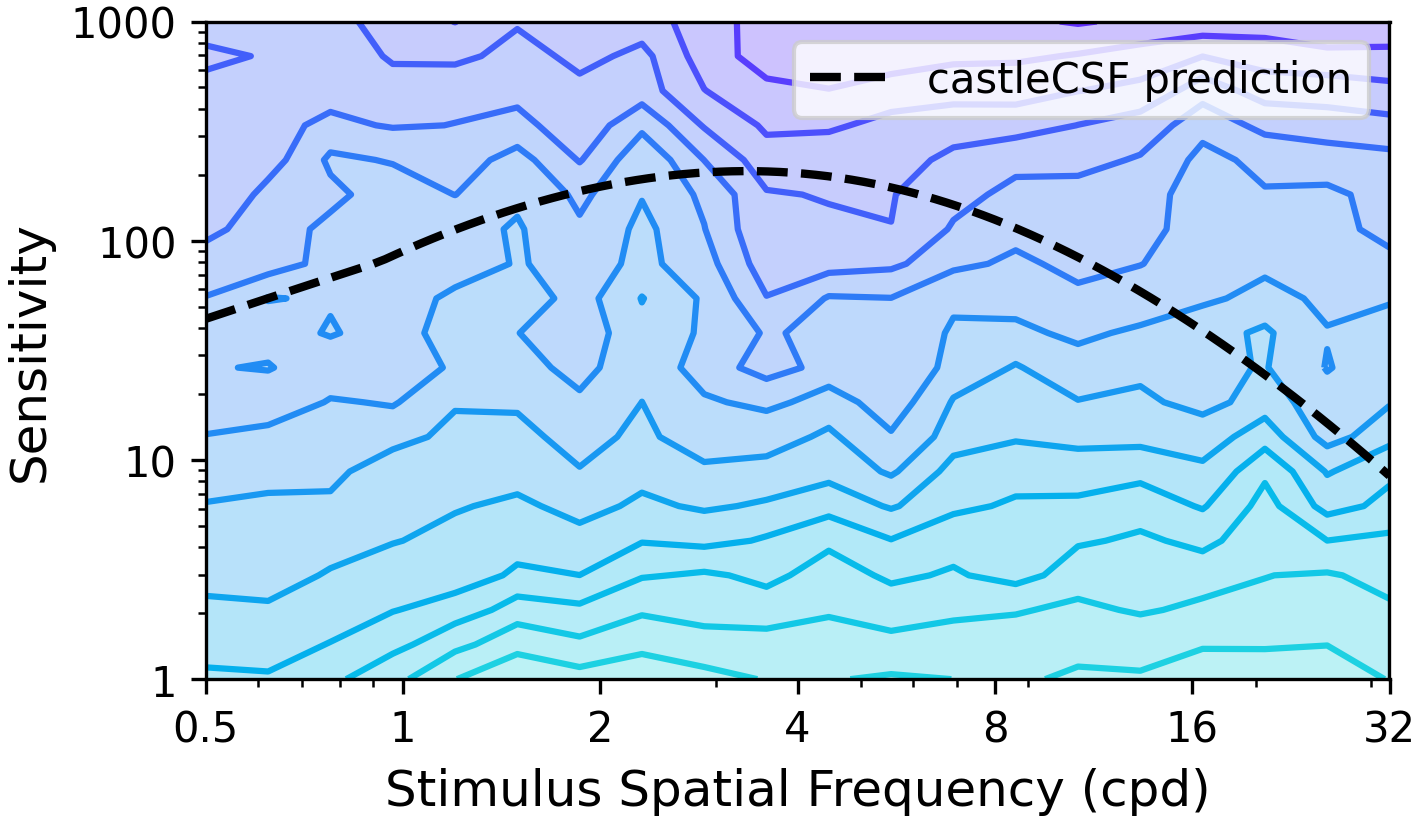 1000
100
10
1
Sensitivity
castleCSF prediction
0.5 1 2 4 8 16 32
Stimulus Spatial Frequency (cpd)